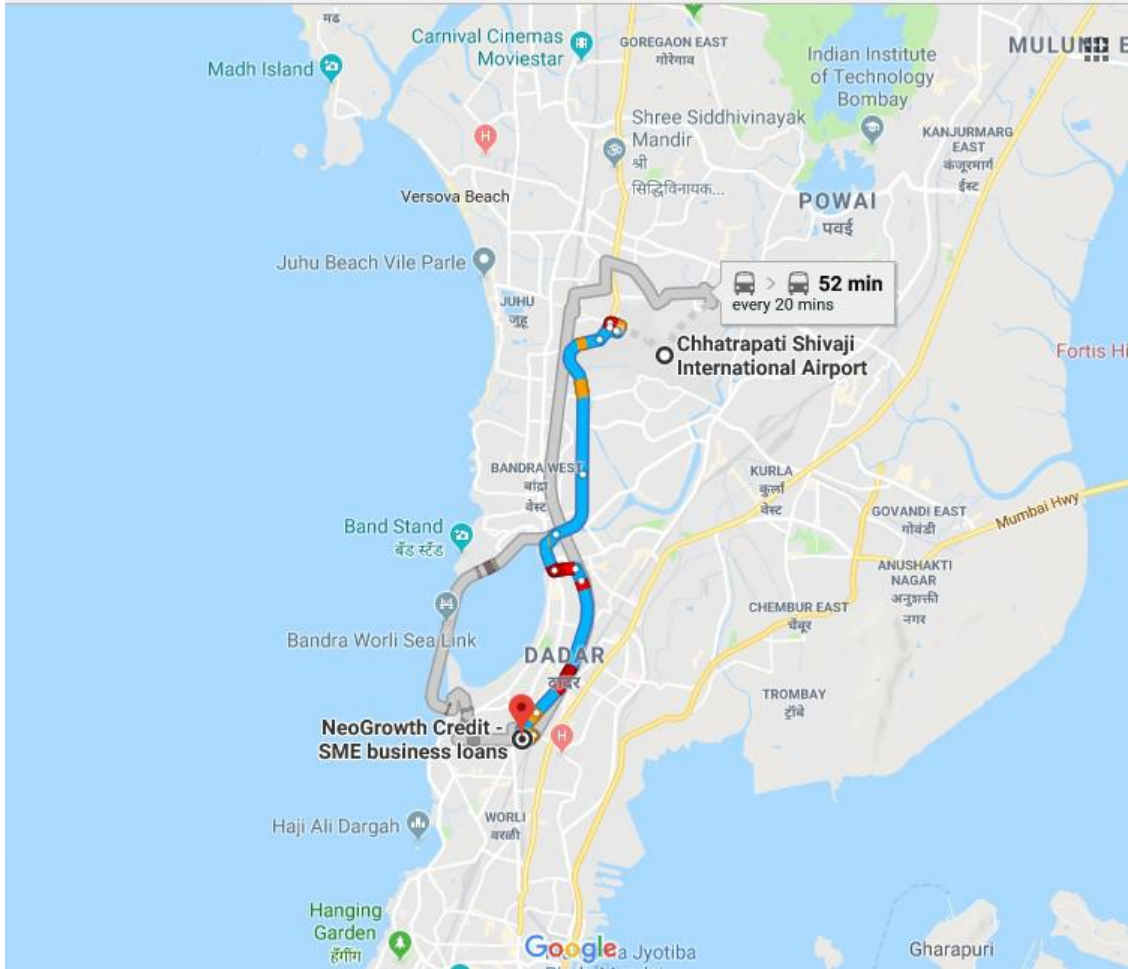 मढ
Carnival Cinemas
Moviestar
GOREGAON EAST
गोरेगाव
Indian Institute
of Technology
Bombay
MULUND E
Madh Island
Shree Siddhivinayak
Mandir
श्री
सिद्धिविनायक...
KANJURMARG
EAST
कंजूरमार्ग
ईस्ट
H
Versova Beach
POWAI
पवई
Juhu Beach Vile Parle
JUHU
जुहू
52 min
every 20 mins
Chhatrapati Shivaji
International Airport
Fortis Hi
BANDRA WEST
बांद्रा
वेस्ट
KURLA
कुर्ला
वेस्ट
GOVANDI EAST
गोवंडी
Mumbai Hwy
Band Stand
बॅंड स्टॅंड
ANUSHAKTI
NAGAR
अनुशक्ती
नगर
CHEMBUR EAST
चेंबूर
Bandra Worli Sea Link
DADAR
दादर
TROMBAY
ट्रॉंबे
NeoGrowth Credit -
SME business loans
H
WORLI
वरळी
Haji Ali Dargah
Hanging
Garden
हँगींग
Google
a Jyotiba
Gharapuri